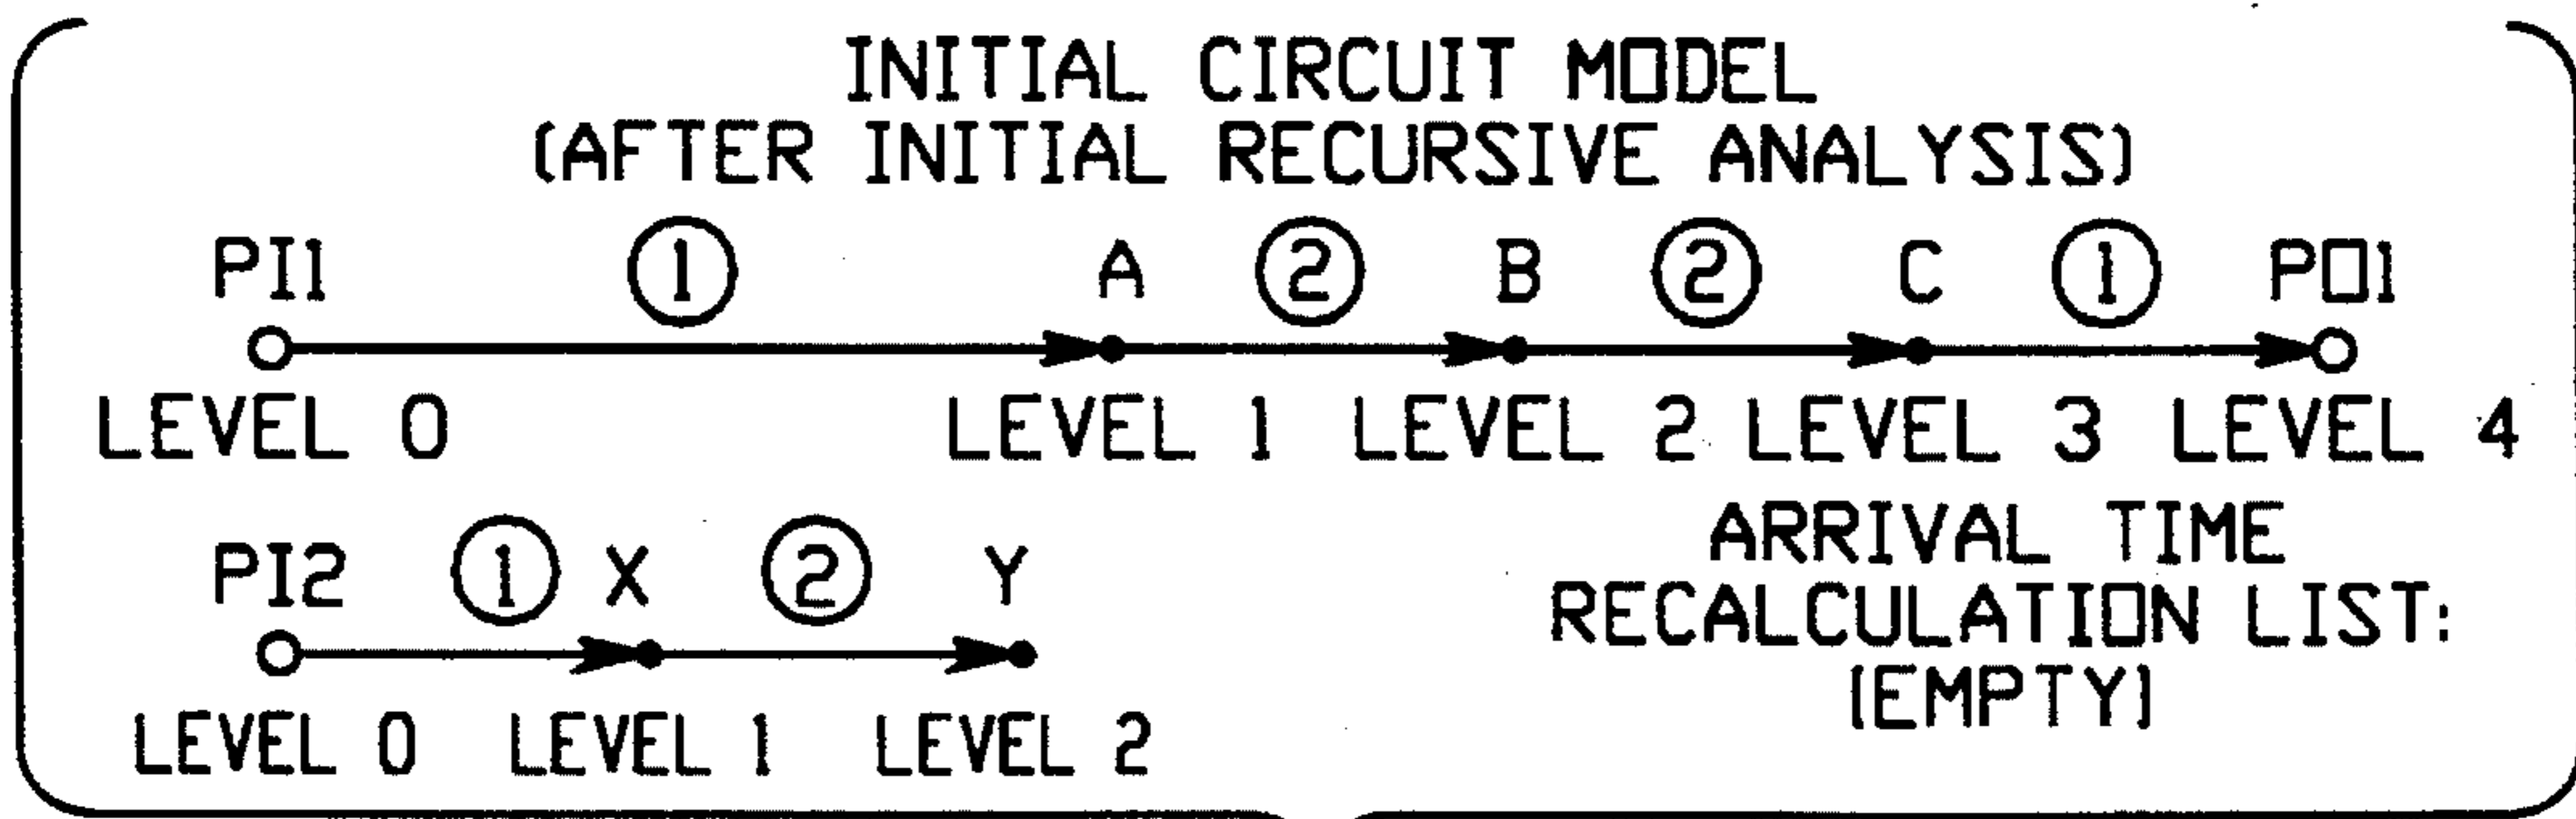 INITIAL CIRCUIT MODEL
(AFTER INITIAL RECURSIVE ANALYSIS)
PI1 1 A 2 B 2 C 1 PO1
LEVEL 0 LEVEL 1 LEVEL 2 LEVEL 3 LEVEL 4
PI2 1 X 2 Y
LEVEL 0 LEVEL 1 LEVEL 2
ARRIVAL TIME
RECALCULATION LIST:
(EMPTY)